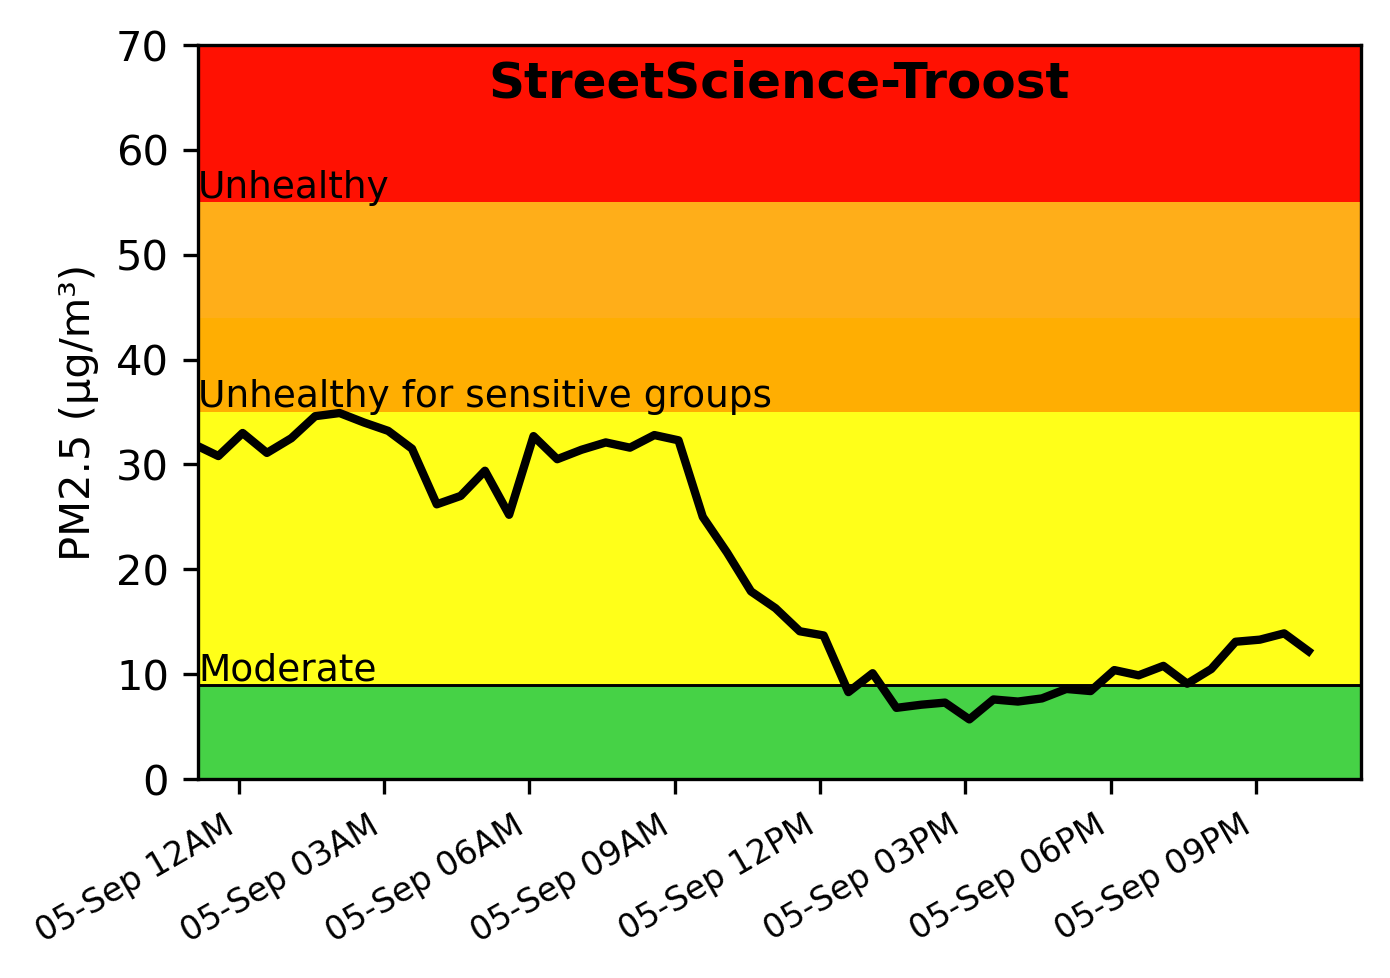 StreetScience-Troost
70
60
Unhealthy
50
40
Unhealthy for sensitive groups
30
20
Moderate
10
0
PM2.5 (µg/m³)
05-Sep 12AM
05-Sep 03AM
05-Sep 06AM
05-Sep 09AM
05-Sep 12PM
05-Sep 03PM
05-Sep 06PM
05-Sep 09PM